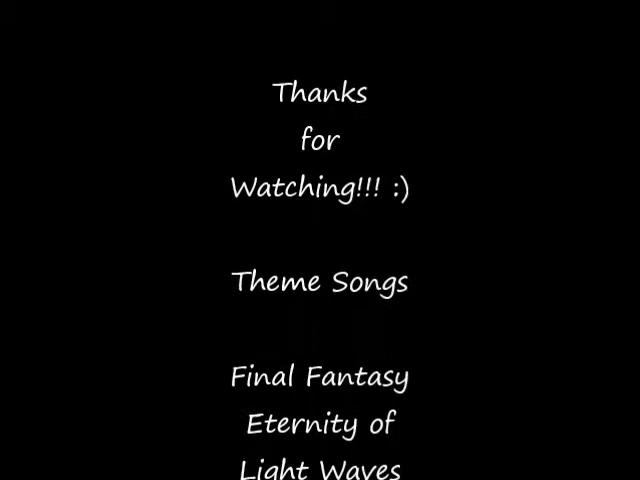 Thanks
for
Watching!!! :)
Theme Songs
Final Fantasy
Eternity of
Light Waves